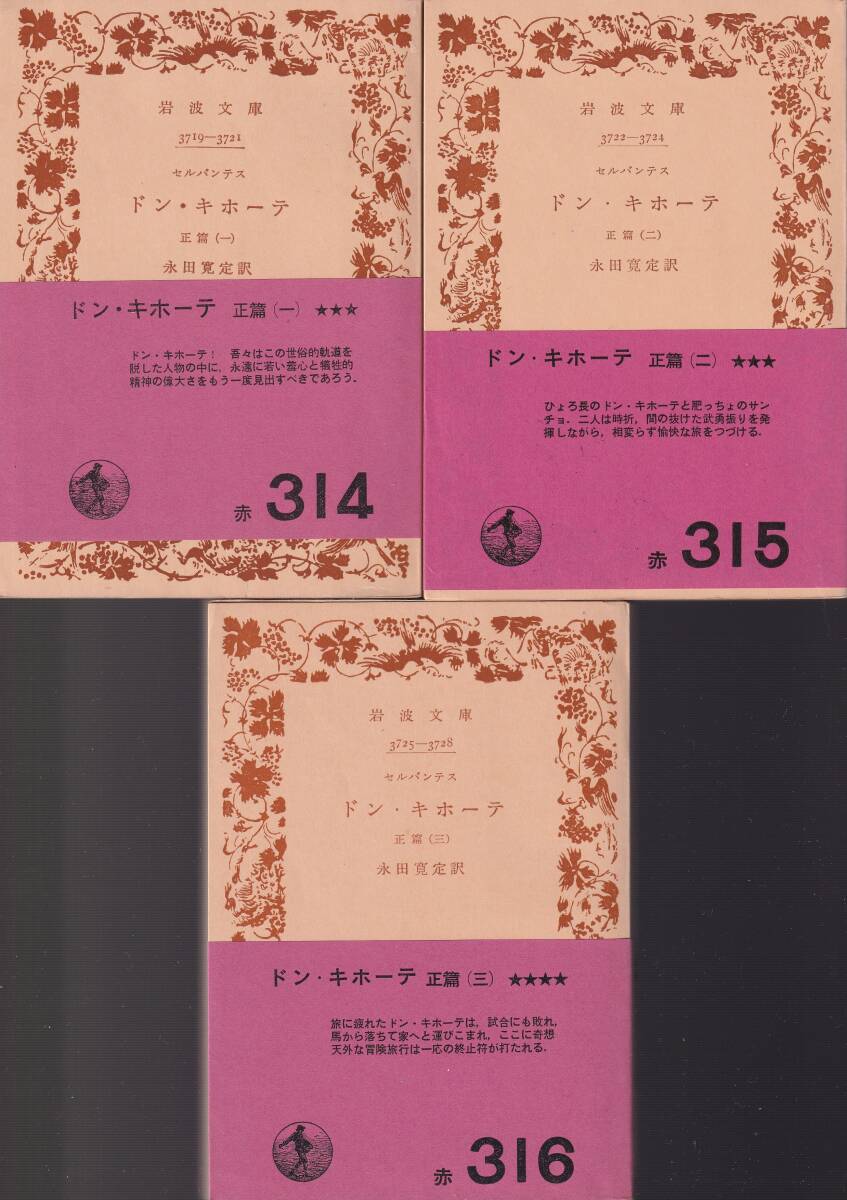 岩波文庫
3719—3721
セルバンテス
ドン・キホーテ
正篇(一)
永田寛定訳
ドン・キホーテ 正篇(一) ★★★
ドン・キホーテ! 吾々はこの世俗的軌道を
脱した人物の中に, 永遠に若い童心と犠牲的
精神の偉大さをもう一度見出すべきであろう.
赤 314
岩波文庫
3722—3724
セルバンテス
ドン・キホーテ
正篇(二)
永田寛定訳
ドン・キホーテ 正篇(二) ★★★
ひょろ長のドン・キホーテと肥っちょのサン
チョ. 二人は時折, 間の抜けた武勇振りを発
揮しながら, 相変らず愉快な旅をつづける.
赤 315
岩波文庫
3725—3728
セルバンテス
ドン・キホーテ
正篇(三)
永田寛定訳
ドン・キホーテ 正篇(三) ★★★★
旅に疲れたドン・キホーテは, 試合にも敗れ,
馬から落ちて家へと運びこまれ, ここに奇想
天外な冒険旅行は一応の終止符が打たれる.
赤 316